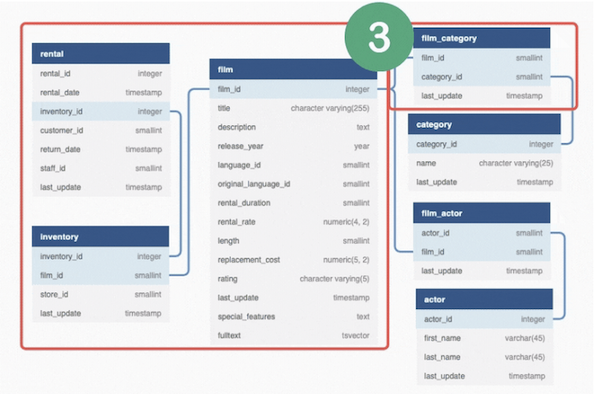 3
rental
rental_id integer
rental_date timestamp
inventory_id integer
customer_id smallint
return_date timestamp
staff_id smallint
last_update timestamp
inventory
inventory_id integer
film_id smallint
store_id smallint
last_update timestamp
film
film_id integer
title character varying(255)
description text
release_year year
language_id smallint
original_language_id smallint
rental_duration smallint
rental_rate numeric(4, 2)
length smallint
replacement_cost numeric(5, 2)
rating character varying(5)
last_update timestamp
special_features text
fulltext tsvector
film_category
film_id smallint
category_id smallint
last_update timestamp
category
category_id integer
name character varying(25)
last_update timestamp
film_actor
actor_id smallint
film_id smallint
last_update timestamp
actor
actor_id integer
first_name varchar(45)
last_name varchar(45)
last_update timestamp